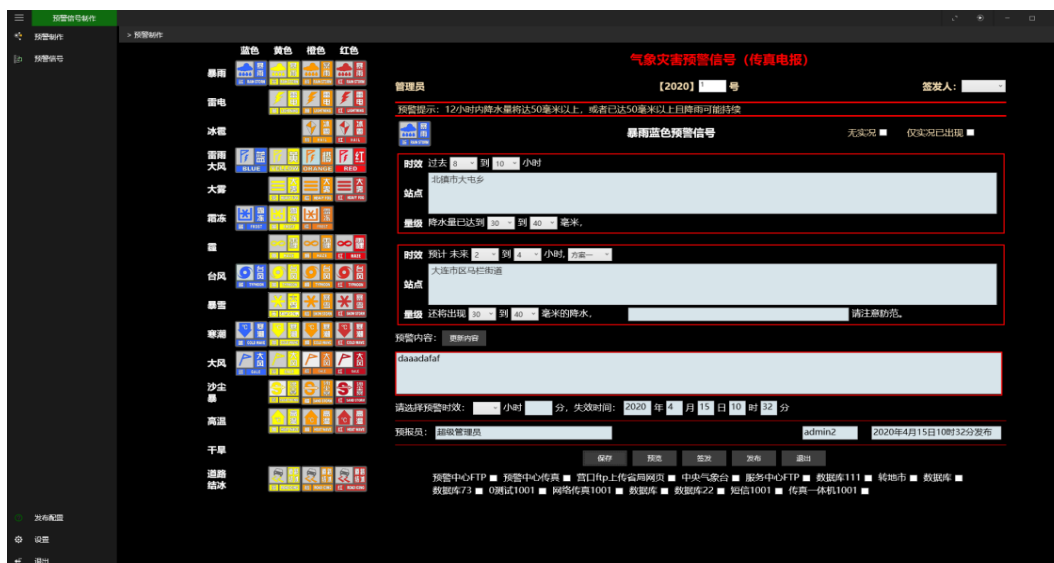 预警信号制作
预警制作
预警信号
> 预警制作
蓝色 黄色 橙色 红色
暴雨
雷电
冰雹
雷雨
大风
大雾
霜冻
霾
台风
暴雪
寒潮
大风
沙尘
暴
高温
干旱
道路
结冰
气象灾害预警信号（传真电报）
管理员 【2020】 1 号 签发人：
预警提示：12小时内降水量将达50毫米以上，或者已达50毫米以上且降雨可能持续
暴雨蓝色预警信号 无实况 仅实况已出现
时效 过去 8 到 10 小时
北镇市大屯乡
站点
量级 降水量已达到 30 到 40 毫米,
时效 预计 未来 2 到 4 小时, 方案一
大连市区马栏街道
站点
量级 还将出现 30 到 40 毫米的降水, 请注意防范。
预警内容： 更新内容
daaadafaf
请选择预警时效： 小时 分，失效时间： 2020 年 4 月 15 日 10 时 32 分
预报员： 超级管理员 admin2 2020年4月15日10时32分发布
保存 预览 签发 发布 退出
预警中心FTP 预警中心传真 营口ftp上传省局网页 中央气象台 服务中心FTP 数据库111 转地市 数据库
数据库73 0测试1001 网络传真1001 数据库 数据库22 短信1001 传真一体机1001
发布配置
设置
退出